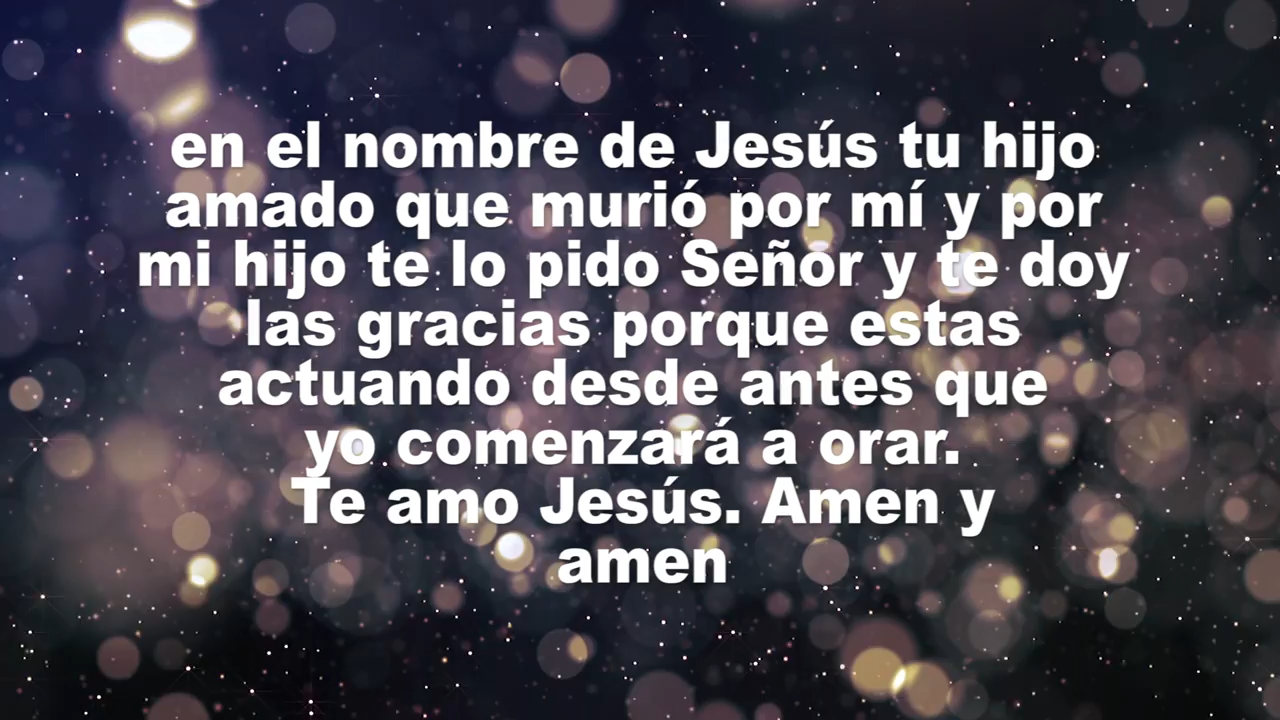 en el nombre de Jesús tu hijo
amado que murió por mí y por
mi hijo te lo pido Señor y te doy
las gracias porque estas
actuando desde antes que
yo comenzará a orar.
Te amo Jesús. Amen y
amen